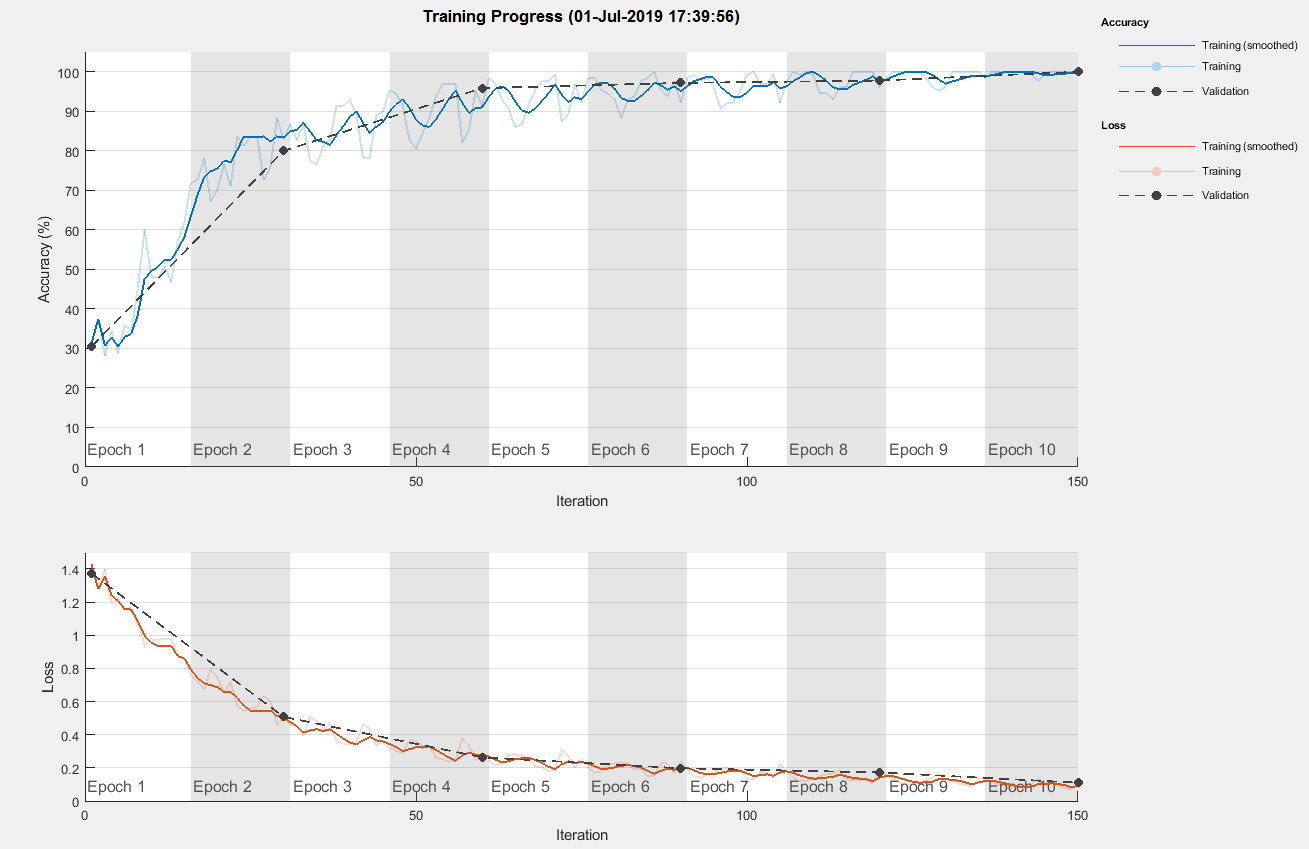 Training Progress (01-Jul-2019 17:39:56)
Accuracy
Training (smoothed)
Training
Validation
Loss
Training (smoothed)
Training
Validation
Accuracy (%)
100
90
80
70
60
50
40
30
20
10
0
Epoch 1 Epoch 2 Epoch 3 Epoch 4 Epoch 5 Epoch 6 Epoch 7 Epoch 8 Epoch 9 Epoch 10
0 50 100 150
Iteration
Loss
1.4
1.2
1
0.8
0.6
0.4
0.2
0
Epoch 1 Epoch 2 Epoch 3 Epoch 4 Epoch 5 Epoch 6 Epoch 7 Epoch 8 Epoch 9 Epoch 10
0 50 100 150
Iteration